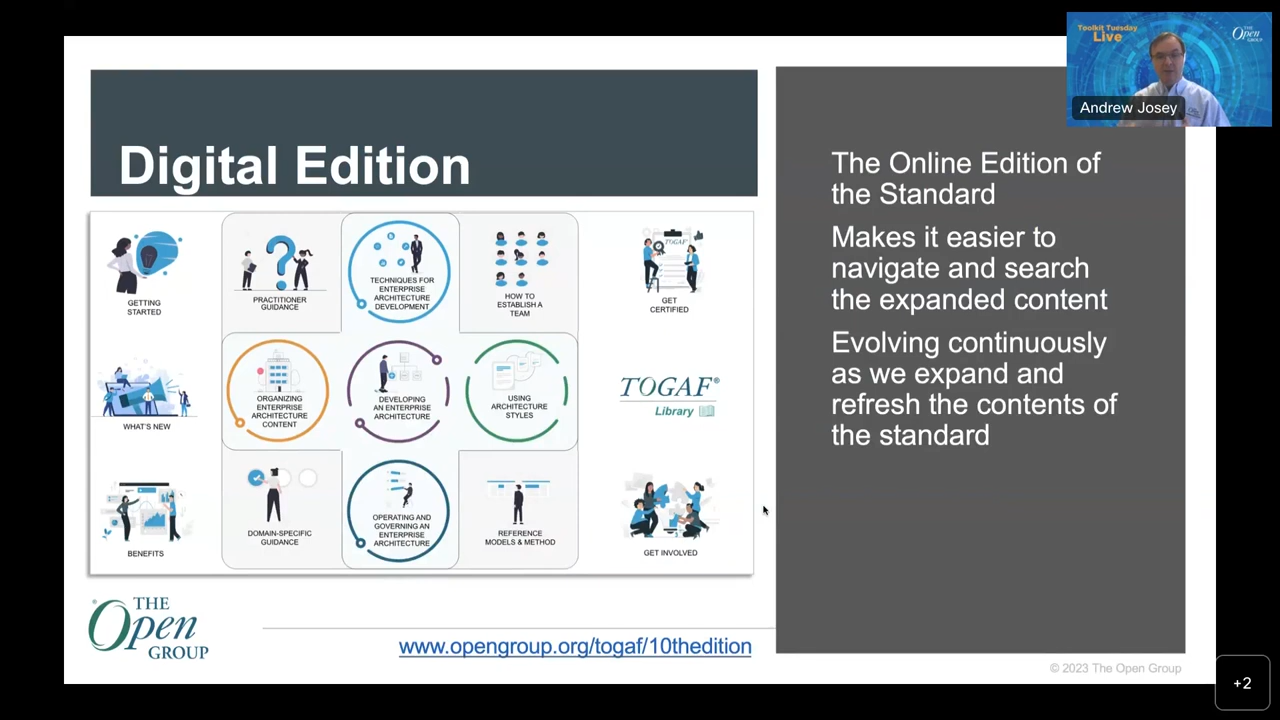 Toolkit Tuesday
Live
THE
Open
GROUP
Andrew Josey
Digital Edition
The Online Edition of
the Standard
Makes it easier to
navigate and search
the expanded content
Evolving continuously
as we expand and
refresh the contents of
the standard
GETTING
STARTED
PRACTITIONER
GUIDANCE
TECHNIQUES FOR
ENTERPRISE
ARCHITECTURE
DEVELOPMENT
HOW TO
ESTABLISH A
TEAM
TOGAF
GET
CERTIFIED
WHAT'S NEW
ORGANIZING
ENTERPRISE
ARCHITECTURE
CONTENT
DEVELOPING
AN ENTERPRISE
ARCHITECTURE
USING
ARCHITECTURE
STYLES
TOGAF®
Library
BENEFITS
DOMAIN-SPECIFIC
GUIDANCE
OPERATING AND
GOVERNING AN
ENTERPRISE
ARCHITECTURE
REFERENCE
MODELS & METHOD
GET INVOLVED
THE
Open
GROUP
www.opengroup.org/togaf/10thedition
© 2023 The Open Group
+2